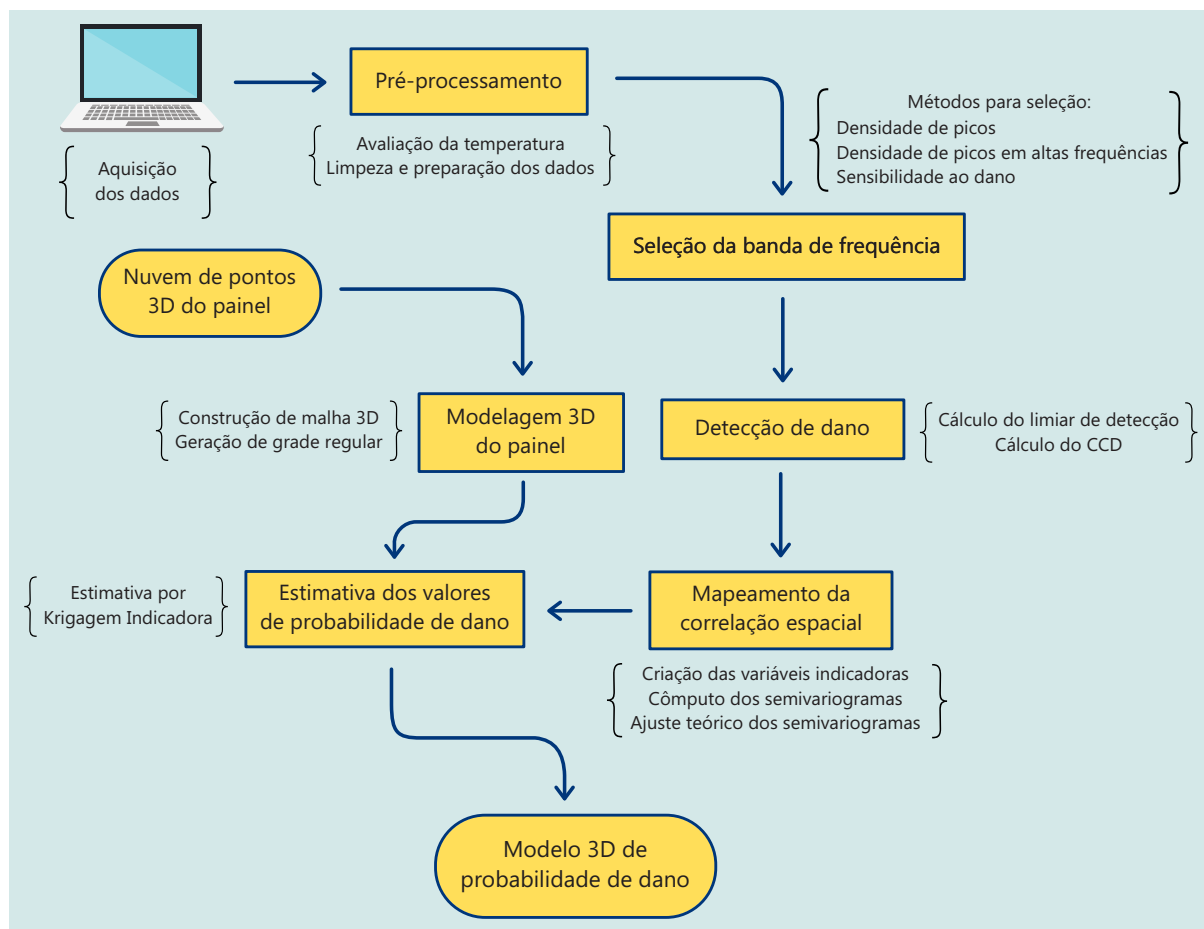 Pré-processamento
Métodos para seleção:
Densidade de picos
Densidade de picos em altas frequências
Sensibilidade ao dano
Avaliação da temperatura
Limpeza e preparação dos dados
Aquisição
dos dados
Seleção da banda de frequência
Nuvem de pontos
3D do painel
Construção de malha 3D
Geração de grade regular
Modelagem 3D
do painel
Detecção de dano
Cálculo do limiar de detecção
Cálculo do CCD
Estimativa por
Krigagem Indicadora
Estimativa dos valores
de probabilidade de dano
Mapeamento da
correlação espacial
Criação das variáveis indicadoras
Cômputo dos semivariogramas
Ajuste teórico dos semivariogramas
Modelo 3D de
probabilidade de dano